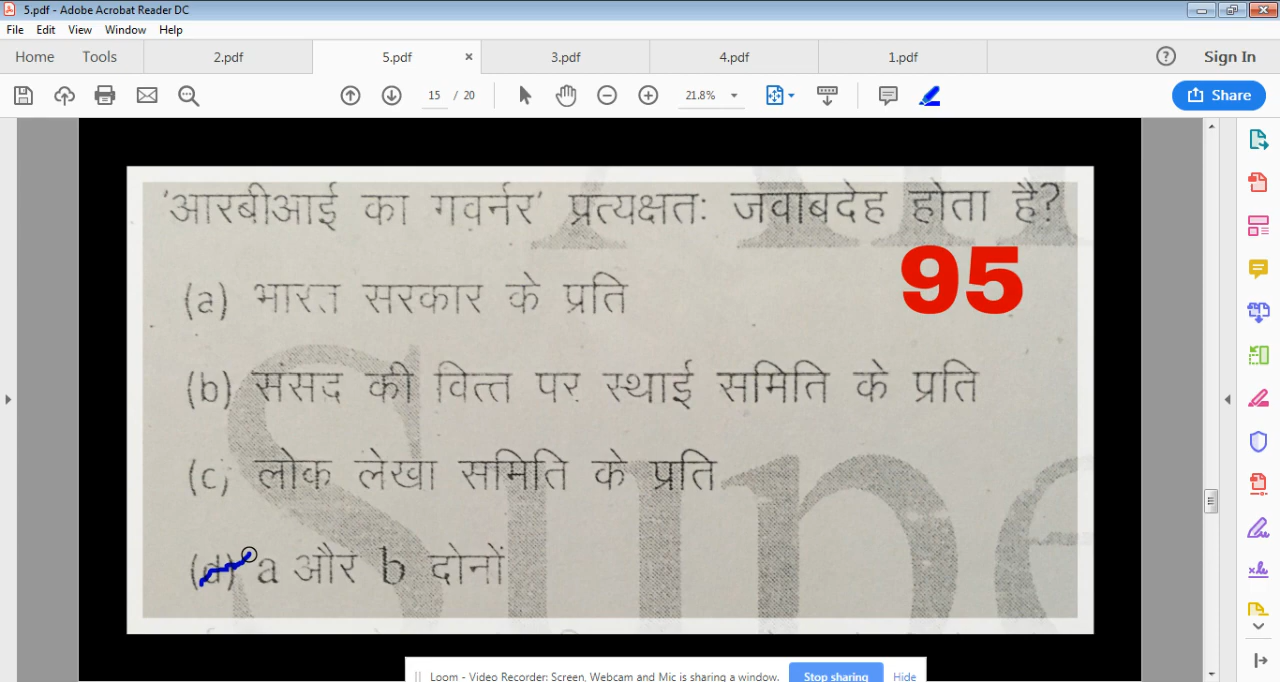 5.pdf - Adobe Acrobat Reader DC
File Edit View Window Help
Home Tools 2.pdf 5.pdf × 3.pdf 4.pdf 1.pdf ? Sign In
15 / 20 21.8% Share
'आरबीआई का गवर्नर' प्रत्यक्षतः जवाबदेह होता है?
95
(a) भारत सरकार के प्रति
(b) संसद की वित्त पर स्थाई समिति के प्रति
(c) लोक लेखा समिति के प्रति
(d) a और b दोनों
Loom - Video Recorder: Screen, Webcam and Mic is sharing a window. Stop sharing Hide